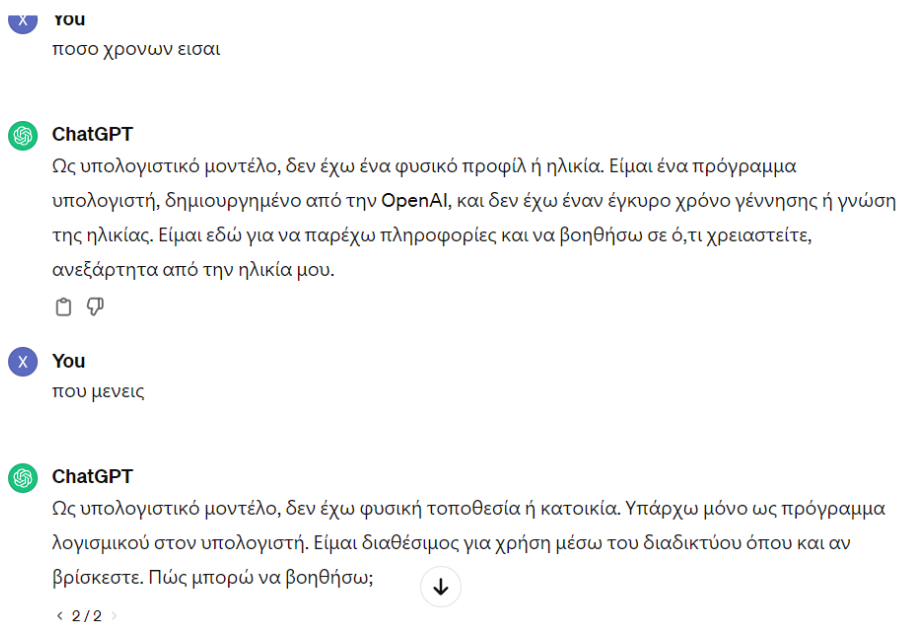 X You
ποσο χρονων εισαι
ChatGPT
Ως υπολογιστικό μοντέλο, δεν έχω ένα φυσικό προφίλ ή ηλικία. Είμαι ένα πρόγραμμα
υπολογιστή, δημιουργημένο από την OpenAI, και δεν έχω έναν έγκυρο χρόνο γέννησης ή γνώση
της ηλικίας. Είμαι εδώ για να παρέχω πληροφορίες και να βοηθήσω σε ό,τι χρειαστείτε,
ανεξάρτητα από την ηλικία μου.
X You
που μενεις
ChatGPT
Ως υπολογιστικό μοντέλο, δεν έχω φυσική τοποθεσία ή κατοικία. Υπάρχω μόνο ως πρόγραμμα
λογισμικού στον υπολογιστή. Είμαι διαθέσιμος για χρήση μέσω του διαδικτύου όπου και αν
βρίσκεστε. Πώς μπορώ να βοηθήσω;
< 2 / 2 >